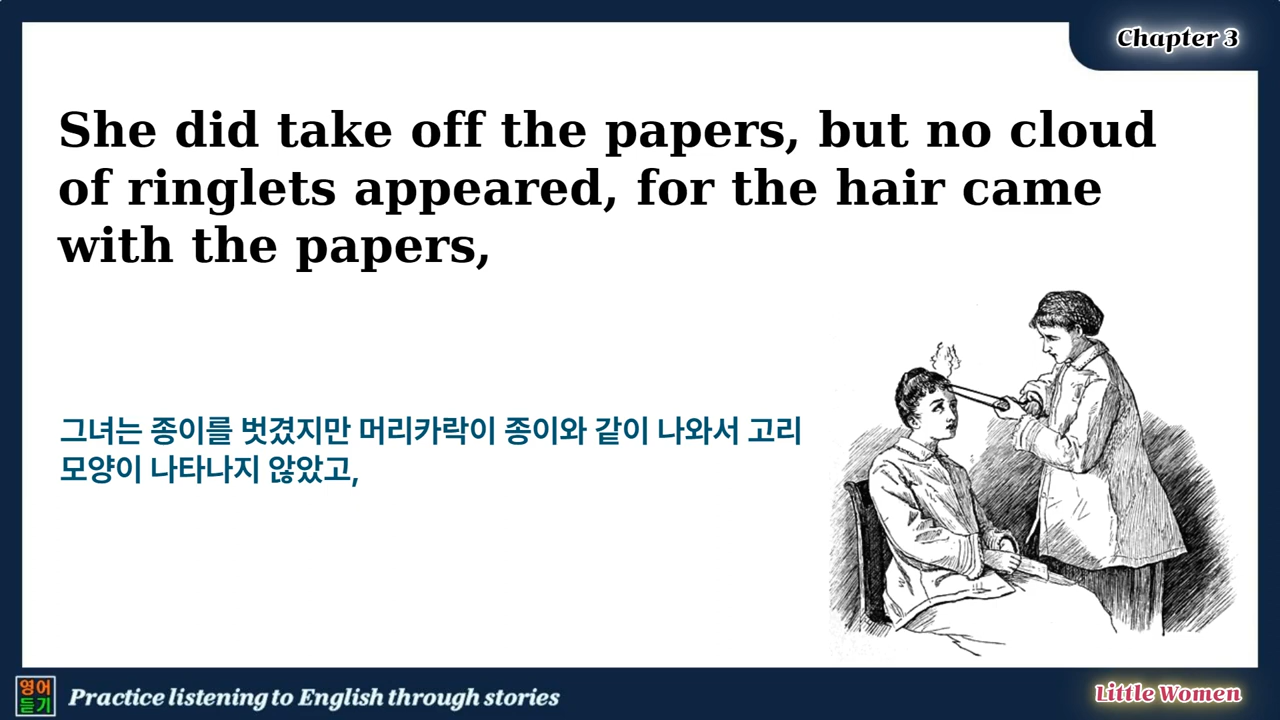 Chapter 3
She did take off the papers, but no cloud
of ringlets appeared, for the hair came
with the papers,
그녀는 종이를 벗겼지만 머리카락이 종이와 같이 나와서 고리
모양이 나타나지 않았고,
영어
듣기
Practice listening to English through stories
Little Women